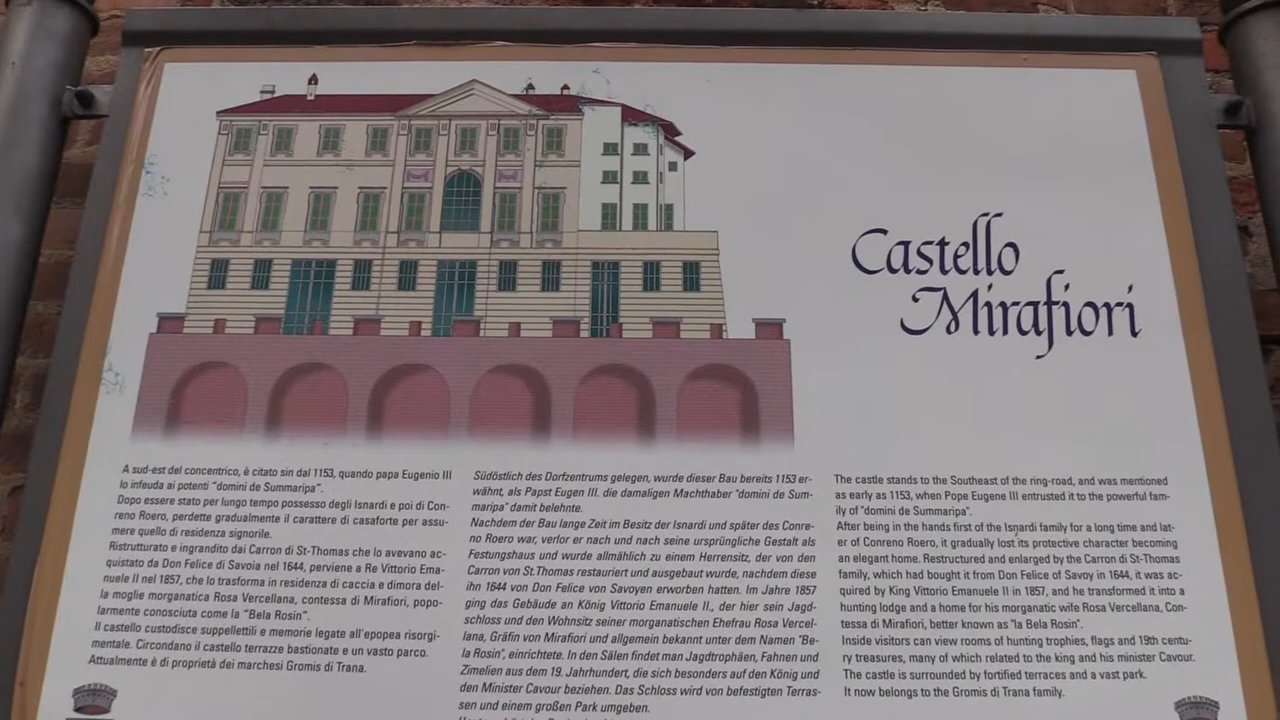 Castello
Mirafiori
A sud-est del concentrico, è citato sin dal 1153, quando papa Eugenio III
lo infeuda ai potenti "domini de Summaripa".
Dopo essere stato per lungo tempo possesso degli Isnardi e poi di Con-
reno Roero, perdette gradualmente il carattere di casaforte per assu-
mere quello di residenza signorile.
Ristrutturato e ingrandito dai Carron di St-Thomas che lo avevano ac-
quistato da Don Felice di Savoia nel 1644, perviene a Re Vittorio Ema-
nuele II nel 1857, che lo trasforma in residenza di caccia e dimora del-
la moglie morganatica Rosa Vercellana, contessa di Mirafiori, popo-
larmente conosciuta come la "Bela Rosin".
Il castello custodisce suppellettili e memorie legate all'epopea risorgi-
mentale. Circondano il castello terrazze bastionate e un vasto parco.
Attualmente è di proprietà dei marchesi Gromis di Trana.
Südöstlich des Dorfzentrums gelegen, wurde dieser Bau bereits 1153 er-
wähnt, als Papst Eugen III. die damaligen Machthaber "domini de Sum-
maripa" damit belehnte.
Nachdem der Bau lange Zeit im Besitz der Isnardi und später des Conre-
no Roero war, verlor er nach und nach seine ursprüngliche Gestalt als
Festungshaus und wurde allmählich zu einem Herrensitz, der von den
Carron von St.Thomas restauriert und ausgebaut wurde, nachdem diese
ihn 1644 von Don Felice von Savoyen erworben hatten. Im Jahre 1857
ging das Gebäude an König Vittorio Emanuele II., der hier sein Jagd-
schloss und den Wohnsitz seiner morganatischen Ehefrau Rosa Vercel-
lana, Gräfin von Mirafiori und allgemein bekannt unter dem Namen "Be-
la Rosin", einrichtete. In den Sälen findet man Jagdtrophäen, Fahnen und
Zimelien aus dem 19. Jahrhundert, die sich besonders auf den König und
den Minister Cavour beziehen. Das Schloss wird von befestigten Terras-
sen und einem großen Park umgeben.
The castle stands to the Southeast of the ring-road, and was mentioned
as early as 1153, when Pope Eugene III entrusted it to the powerful fam-
ily of "domini de Summaripa".
After being in the hands first of the Isnardi family for a long time and lat-
er of Conreno Roero, it gradually lost its protective character becoming
an elegant home. Restructured and enlarged by the Carron di St-Thomas
family, which had bought it from Don Felice of Savoy in 1644, it was ac-
quired by King Vittorio Emanuele II in 1857, and he transformed it into a
hunting lodge and a home for his morganatic wife Rosa Vercellana, Con-
tessa di Mirafiori, better known as "la Bela Rosin".
Inside visitors can view rooms of hunting trophies, flags and 19th centu-
ry treasures, many of which related to the king and his minister Cavour.
The castle is surrounded by fortified terraces and a vast park.
It now belongs to the Gromis di Trana family.